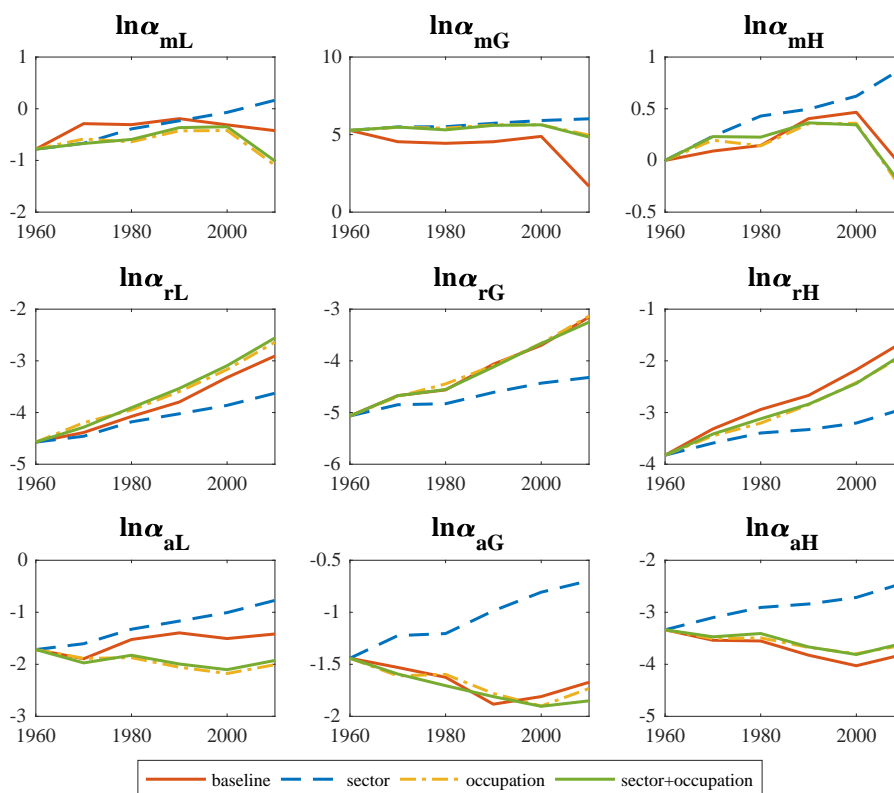 lnα_mL lnα_mG lnα_mH
1 10 1
0 5 0.5
-1 0 0
-2 -0.5
1960 1980 2000 1960 1980 2000 1960 1980 2000
lnα_rL lnα_rG lnα_rH
-2 -3 -1
-3 -4 -2
-4 -5 -3
-5 -6 -4
1960 1980 2000 1960 1980 2000 1960 1980 2000
lnα_aL lnα_aG lnα_aH
0 -0.5 -2
-1 -1 -3
-2 -1.5 -4
-3 -2 -5
1960 1980 2000 1960 1980 2000 1960 1980 2000
baseline sector occupation sector+occupation